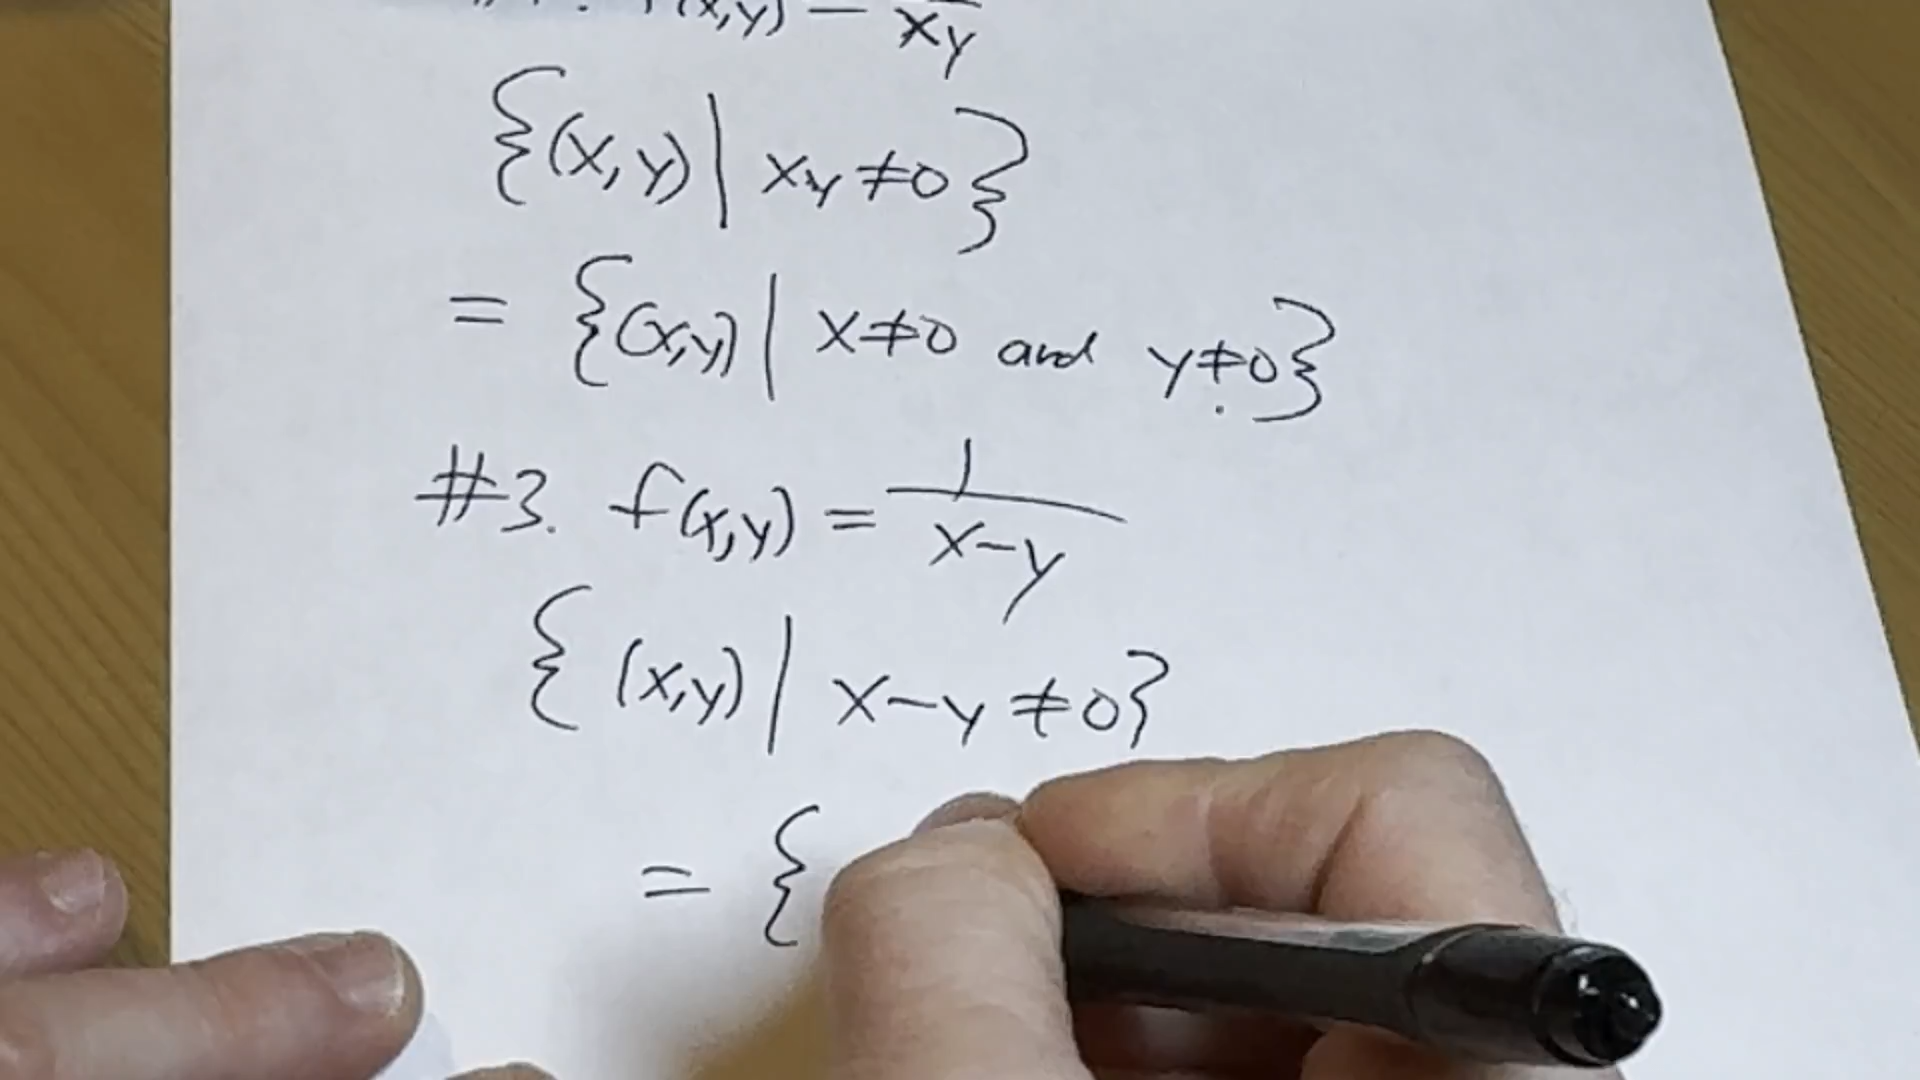 f(x,y) = xy
{(x,y) | xy ≠ 0}
= {(x,y) | x ≠ 0 and y ≠ 0}
#3. f(x,y) = 1/(x-y)
{(x,y) | x-y ≠ 0}
= {